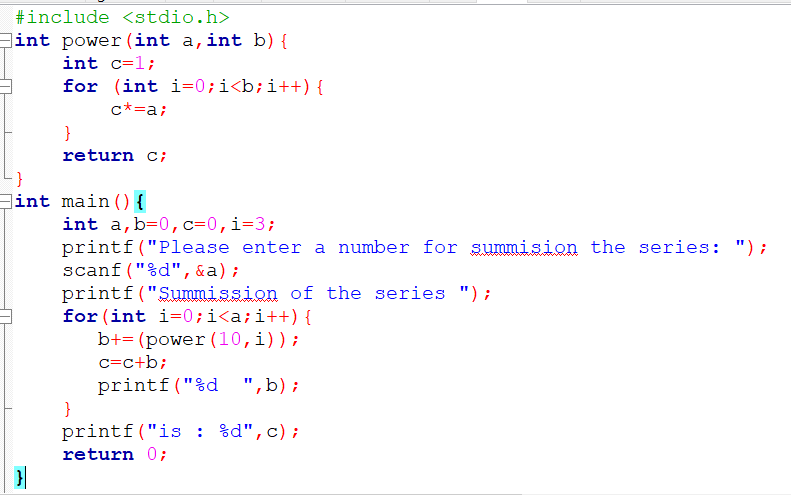 #include <stdio.h>
int power(int a,int b){
    int c=1;
    for (int i=0;i<b;i++){
        c*=a;
    }
    return c;
}
int main(){
    int a,b=0,c=0,i=3;
    printf("Please enter a number for summision the series: ");
    scanf("%d",&a);
    printf("Summission of the series ");
    for(int i=0;i<a;i++){
       b+=(power(10,i));
       c=c+b;
       printf("%d  ",b);
    }
    printf("is : %d",c);
    return 0;
}